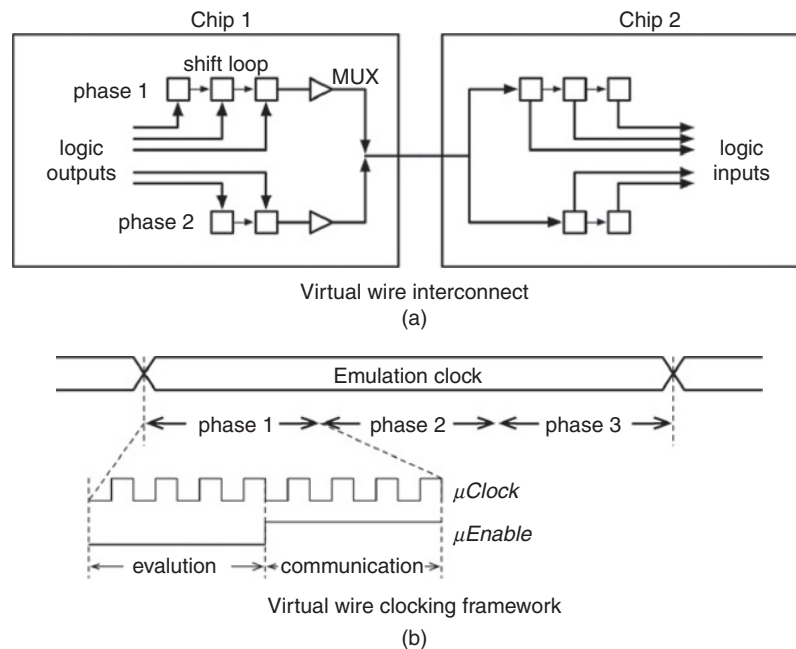 Chip 1
Chip 2
shift loop
MUX
phase 1
logic
outputs
logic
inputs
phase 2
Virtual wire interconnect
(a)
Emulation clock
phase 1
phase 2
phase 3
μClock
μEnable
evalution
communication
Virtual wire clocking framework
(b)